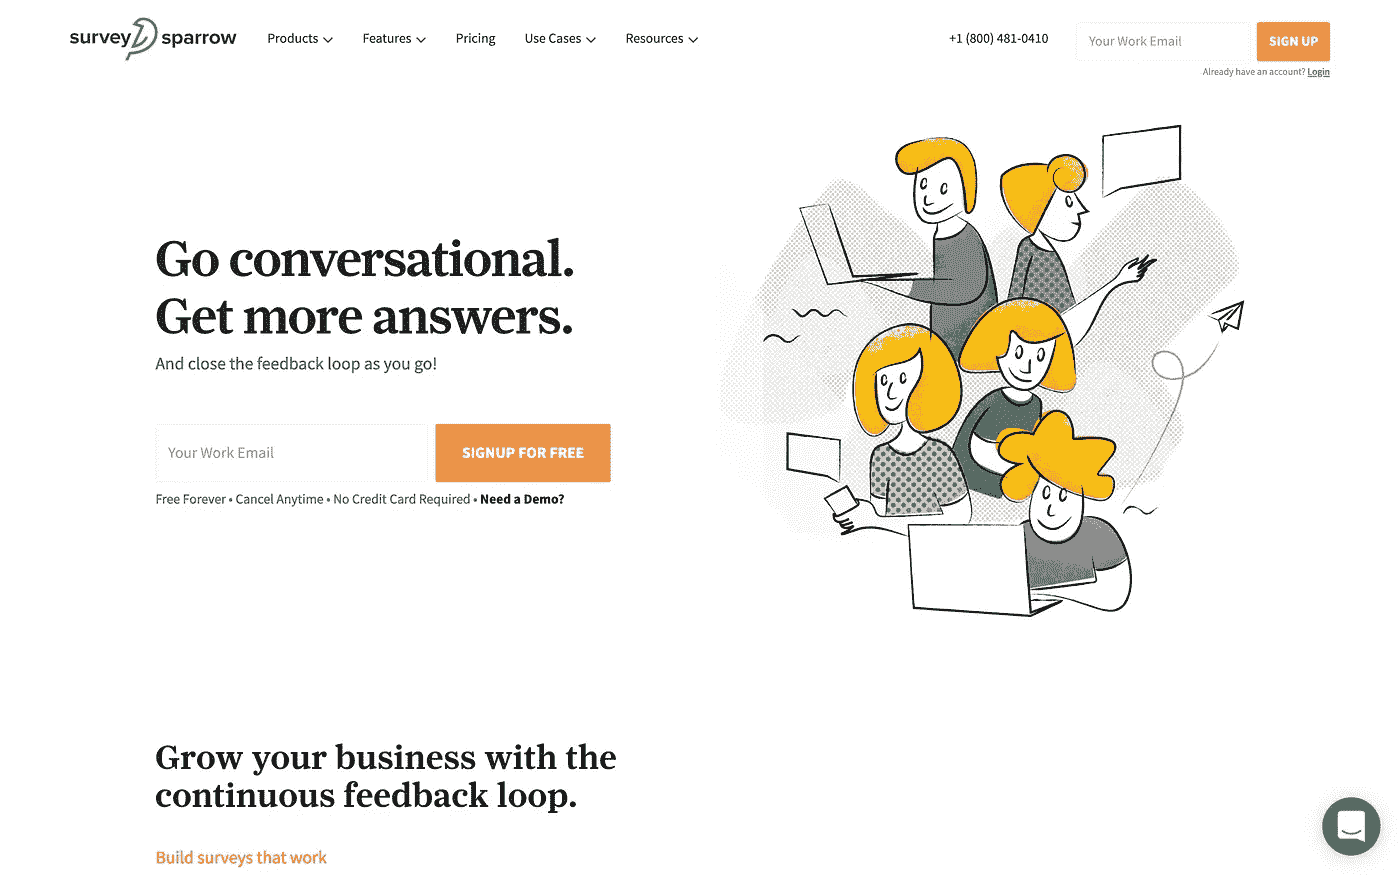 survey sparrow
Products
Features
Pricing
Use Cases
Resources
+1 (800) 481-0410
Your Work Email
SIGN UP
Already have an account? Login
Go conversational.
Get more answers.
And close the feedback loop as you go!
Your Work Email
SIGNUP FOR FREE
Free Forever • Cancel Anytime • No Credit Card Required • Need a Demo?
Grow your business with the
continuous feedback loop.
Build surveys that work